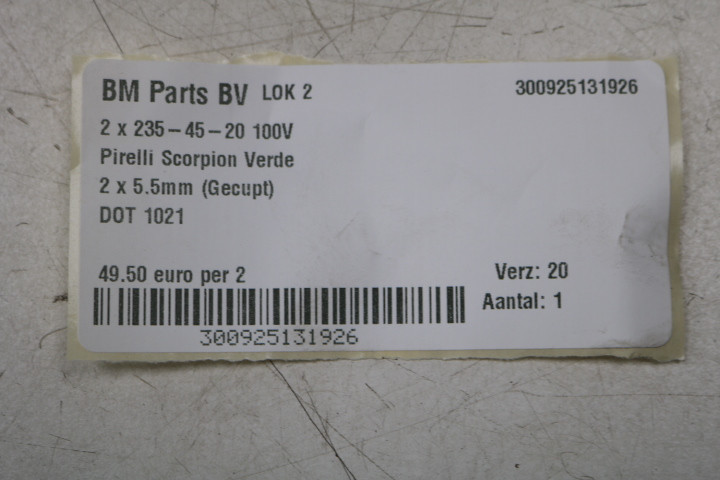 BM Parts BV LOK 2 300925131926
2 x 235-45-20 100V
Pirelli Scorpion Verde
2 x 5.5mm (Gecupt)
DOT 1021
49.50 euro per 2 Verz: 20
Aantal: 1
300925131926